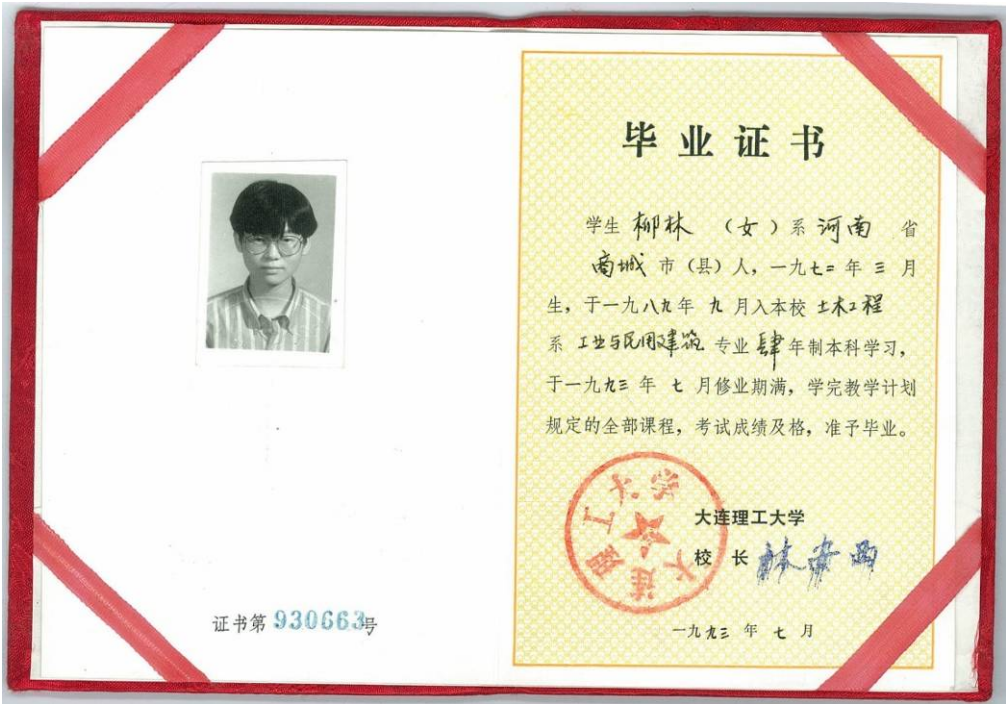 证书第930663号
毕业证书
学生 柳林 (女)系 河南 省
商城 市(县)人,一九七二年 三 月
生,于一九八九年 九 月入本校 土木工程
系 工业与民用建筑 专业 肆 年制本科学习,
于一九九三 年 七 月修业期满,学完教学计划
规定的全部课程,考试成绩及格,准予毕业。
大连理工大学
大连理工大学
校 长
一九九三 年 七 月